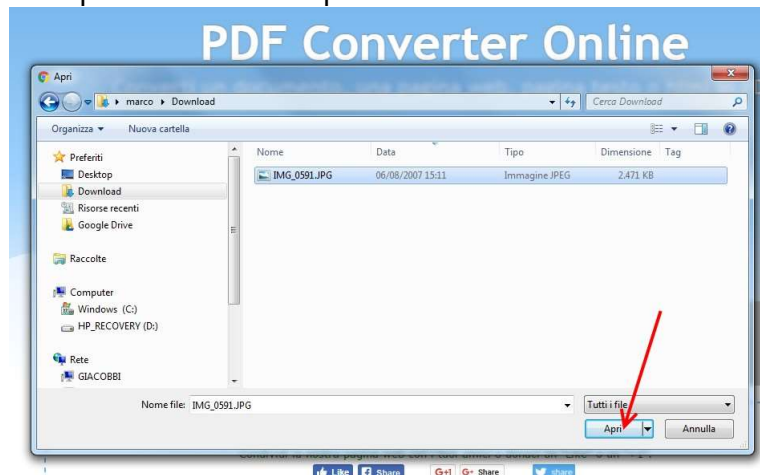 PDF Converter Online
Apri
marco Download
Cerca Download
Organizza Nuova cartella
Nome Data Tipo Dimensione Tag
Preferiti
Desktop
Download
Risorse recenti
Google Drive
IMG_0591.JPG 06/08/2007 15:11 Immagine JPEG 2.471 KB
Raccolte
Computer
Windows (C:)
HP_RECOVERY (D:)
Rete
GIACOBBI
Nome file: IMG_0591.JPG
Tutti i file
Apri Annulla
Like Share G+1 G+ Share share